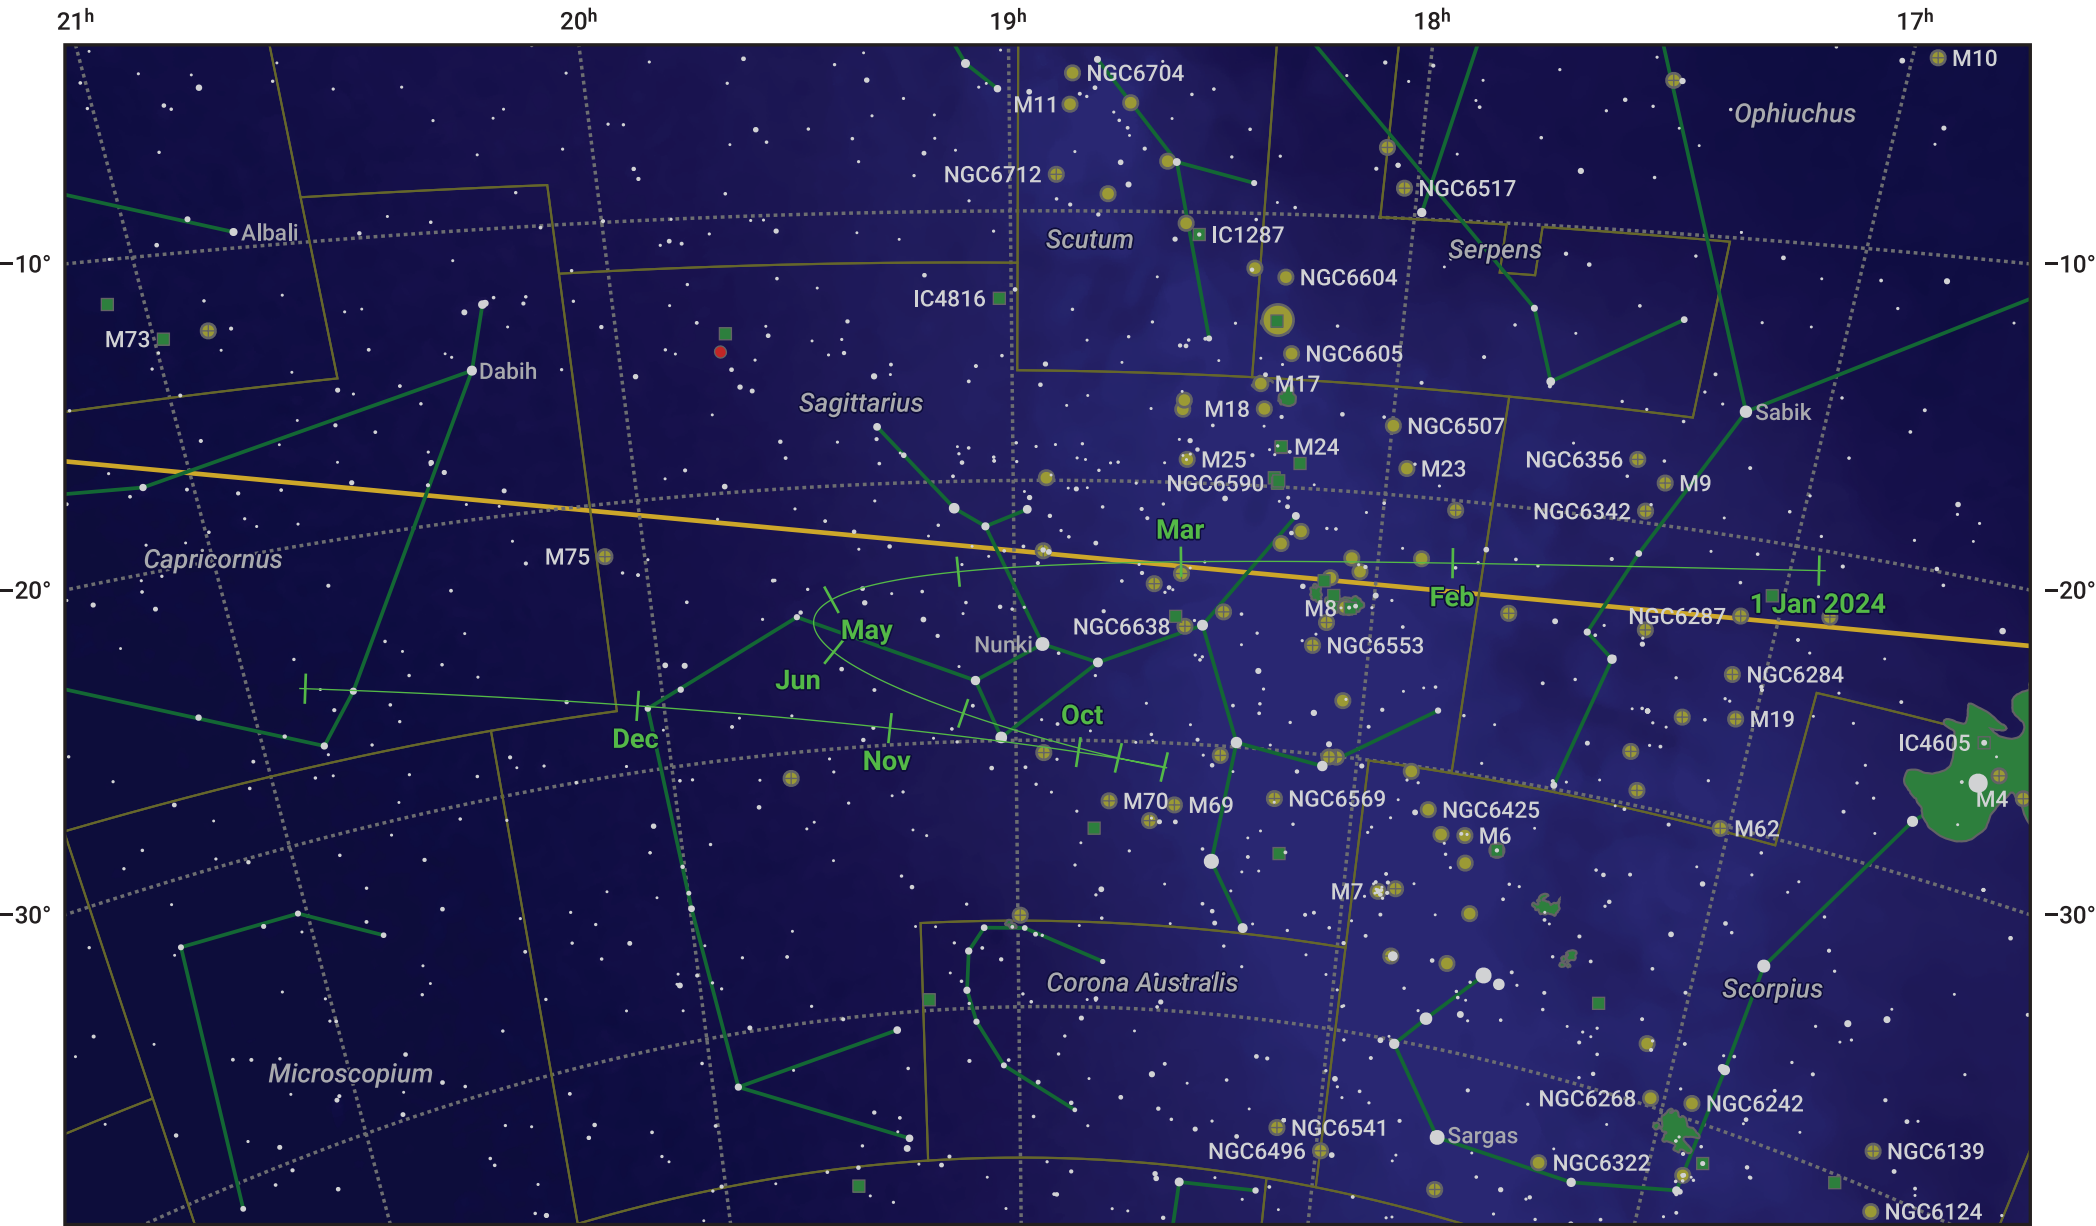 21h 20h 19h 18h 17h
M10
NGC6704
M11
Ophiuchus
NGC6712
NGC6517
Albali
Scutum
IC1287
Serpens
−10°
−10°
NGC6604
IC4816
M73
NGC6605
Dabih
M17
Sagittarius
M18
Sabik
NGC6507
M24
M25
M23
NGC6356
NGC6590
M9
NGC6342
Mar
Capricornus
M75
−20°
−20°
Feb
1 Jan 2024
M8
NGC6287
May
NGC6638
Nunki
NGC6553
Jun
NGC6284
Oct
M19
Dec
IC4605
Nov
M70
M69
NGC6569
M4
NGC6425
M62
M6
M7
−30°
−30°
Corona Australis
Scorpius
Microscopium
NGC6268
NGC6242
NGC6541
Sargas
NGC6496
NGC6139
NGC6322
NGC6124